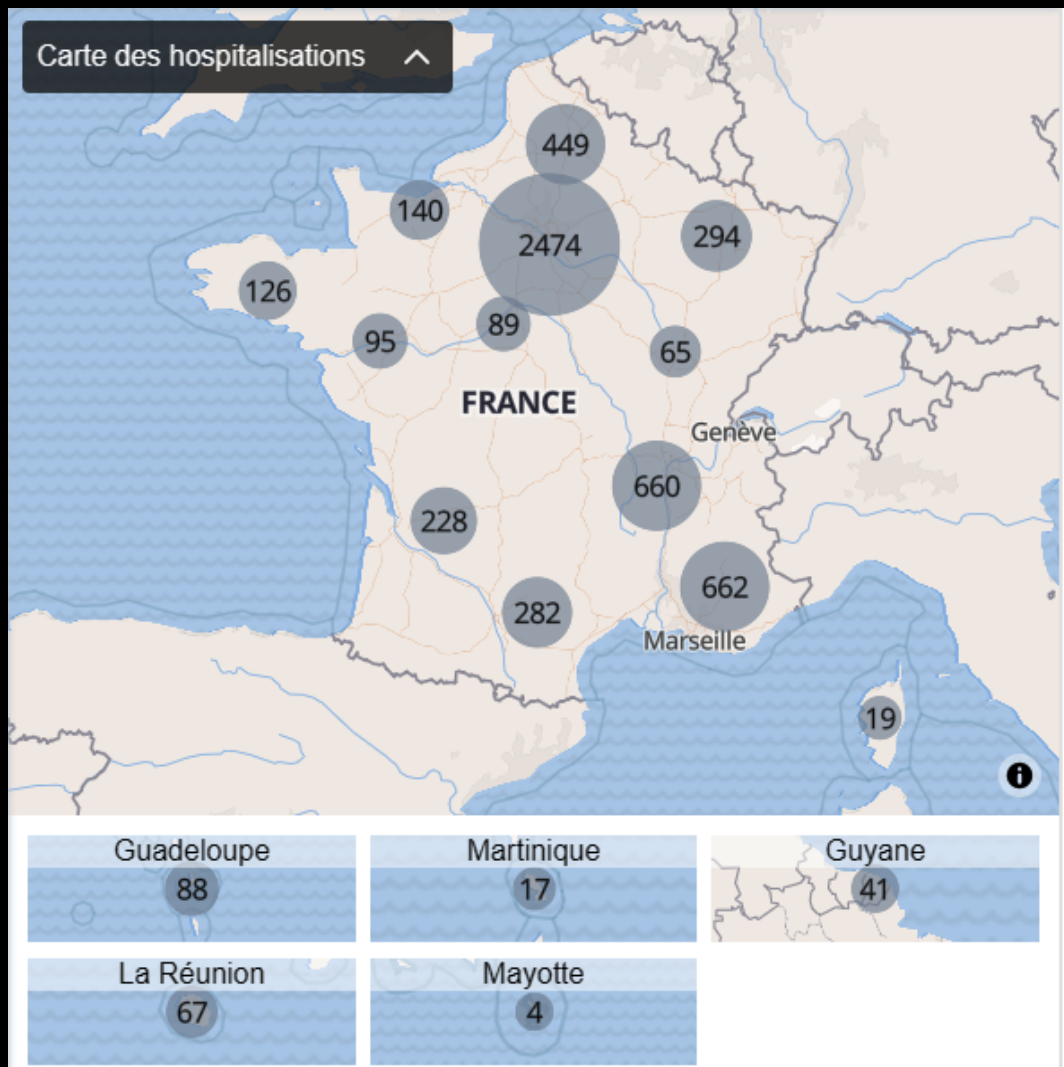 Carte des hospitalisations
449
140
2474
294
126
89
95
65
FRANCE
Genève
660
228
662
282
Marseille
19
Guadeloupe
88
Martinique
17
Guyane
41
La Réunion
67
Mayotte
4